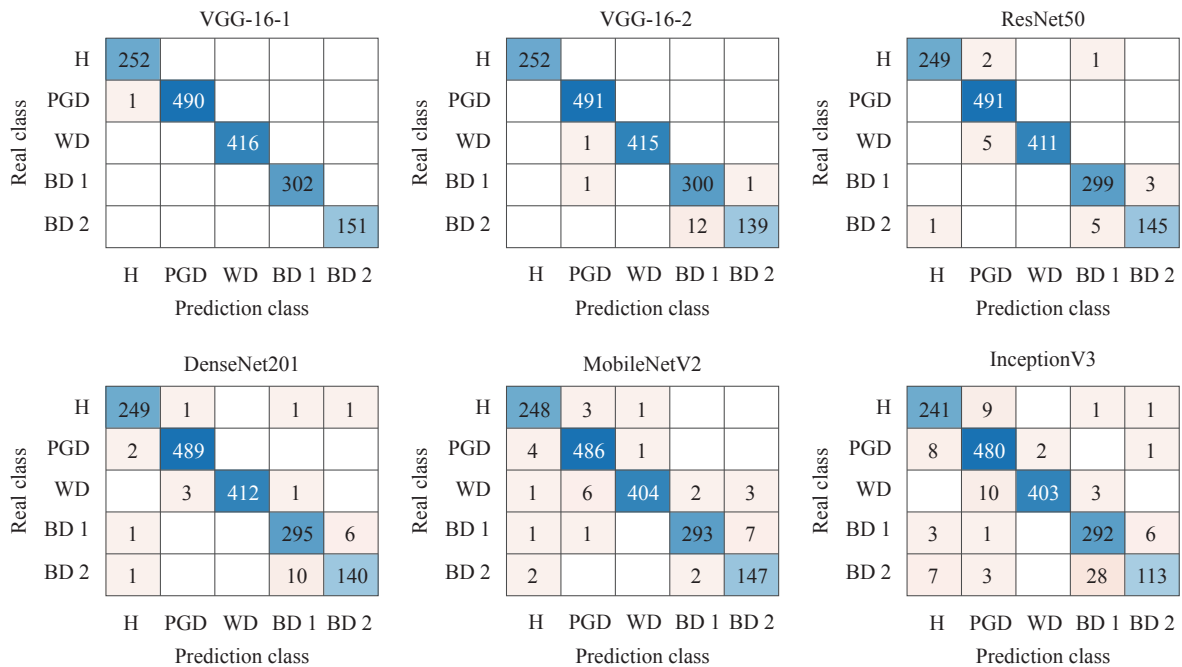 VGG-16-1
H 252
PGD 1 490
WD 416
BD 1 302
BD 2 151
H PGD WD BD 1 BD 2
Prediction class
Real class
VGG-16-2
H 252
PGD 491
WD 1 415
BD 1 1 300 1
BD 2 12 139
H PGD WD BD 1 BD 2
Prediction class
Real class
ResNet50
H 249 2 1
PGD 491
WD 5 411
BD 1 299 3
BD 2 1 5 145
H PGD WD BD 1 BD 2
Prediction class
Real class
DenseNet201
H 249 1 1 1
PGD 2 489
WD 3 412 1
BD 1 1 295 6
BD 2 1 10 140
H PGD WD BD 1 BD 2
Prediction class
Real class
MobileNetV2
H 248 3 1
PGD 4 486 1
WD 1 6 404 2 3
BD 1 1 1 293 7
BD 2 2 2 147
H PGD WD BD 1 BD 2
Prediction class
Real class
InceptionV3
H 241 9 1 1
PGD 8 480 2 1
WD 10 403 3
BD 1 3 1 292 6
BD 2 7 3 28 113
H PGD WD BD 1 BD 2
Prediction class
Real class